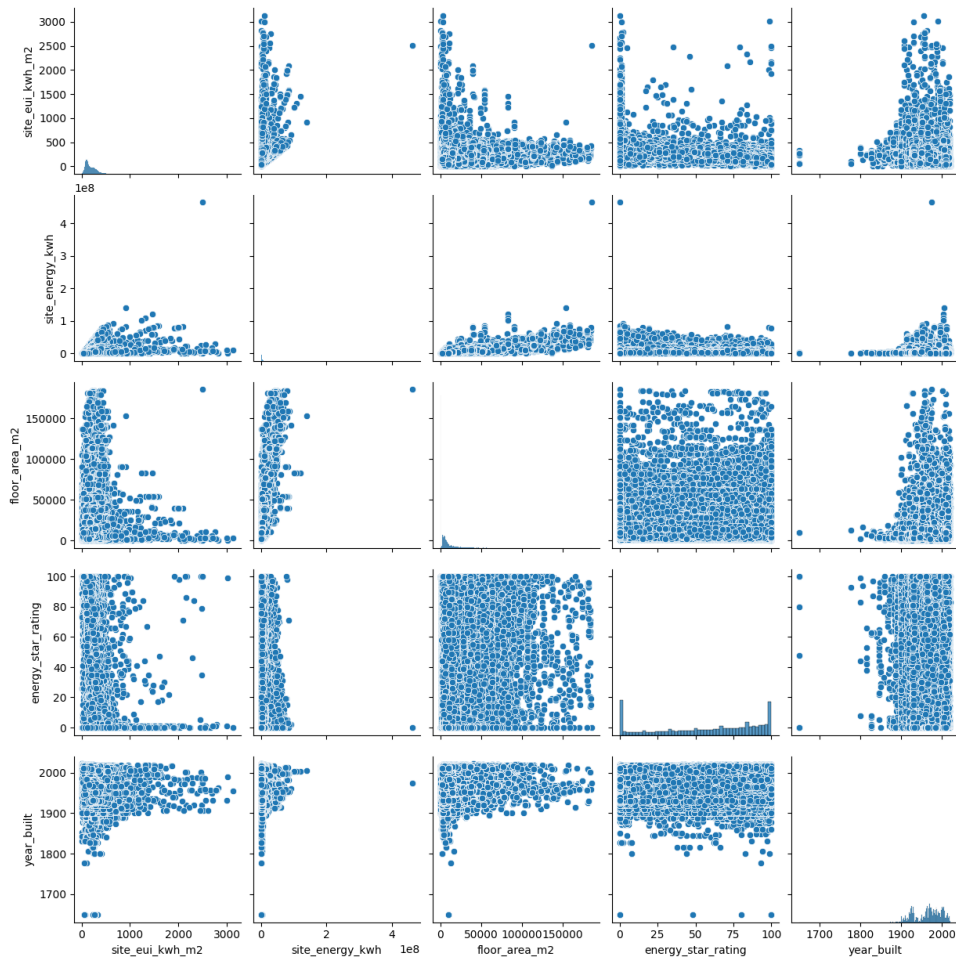 3000
2500
2000
1500
1000
500
0
site_eui_kwh_m2
1e8
4
3
2
1
0
site_energy_kwh
150000
100000
50000
0
floor_area_m2
100
80
60
40
20
0
energy_star_rating
2000
1900
1800
1700
year_built
0 1000 2000 3000
site_eui_kwh_m2
0 2 4
1e8
site_energy_kwh
0 50000 100000 150000
floor_area_m2
0 25 50 75 100
energy_star_rating
1700 1800 1900 2000
year_built